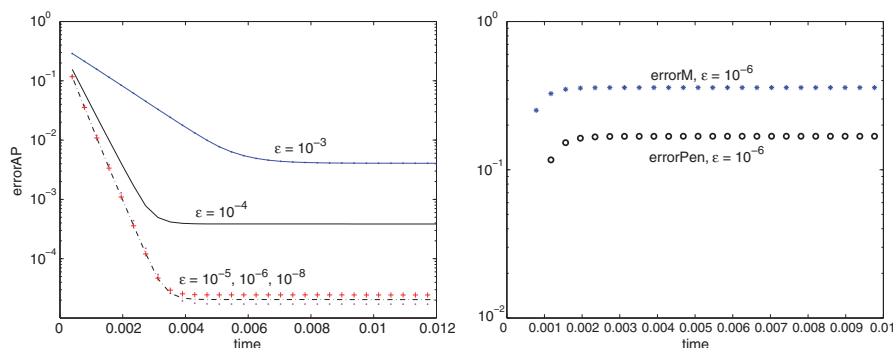 10⁰
10⁻¹
10⁻²
10⁻³
10⁻⁴
errorAP
ε = 10⁻³
ε = 10⁻⁴
ε = 10⁻⁵, 10⁻⁶, 10⁻⁸
0 0.002 0.004 0.006 0.008 0.01 0.012
time
10⁰
10⁻¹
10⁻²
errorM, ε = 10⁻⁶
errorPen, ε = 10⁻⁶
0 0.001 0.002 0.003 0.004 0.005 0.006 0.007 0.008 0.009 0.01
time